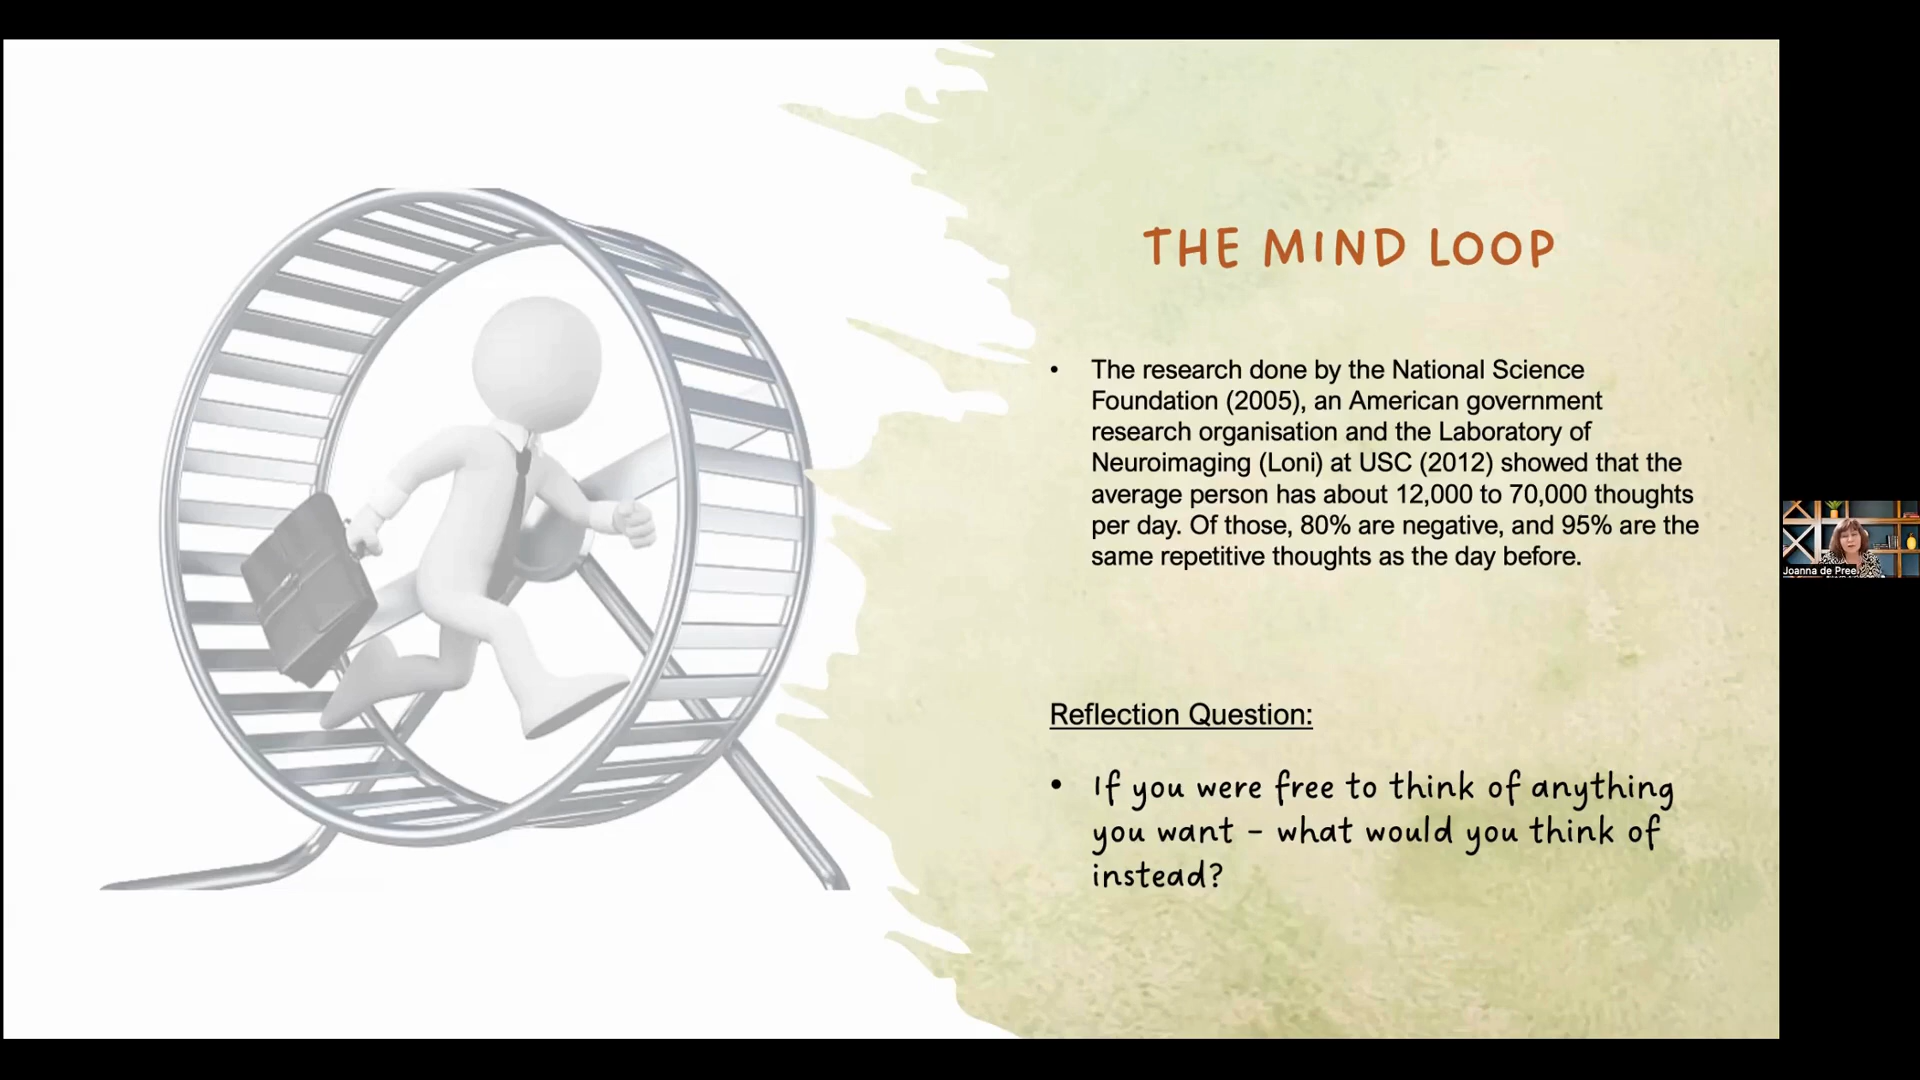 THE MIND LOOP
• The research done by the National Science
Foundation (2005), an American government
research organisation and the Laboratory of
Neuroimaging (Loni) at USC (2012) showed that the
average person has about 12,000 to 70,000 thoughts
per day. Of those, 80% are negative, and 95% are the
same repetitive thoughts as the day before.
Joanna de Pree
Reflection Question:
• If you were free to think of anything
you want - what would you think of
instead?